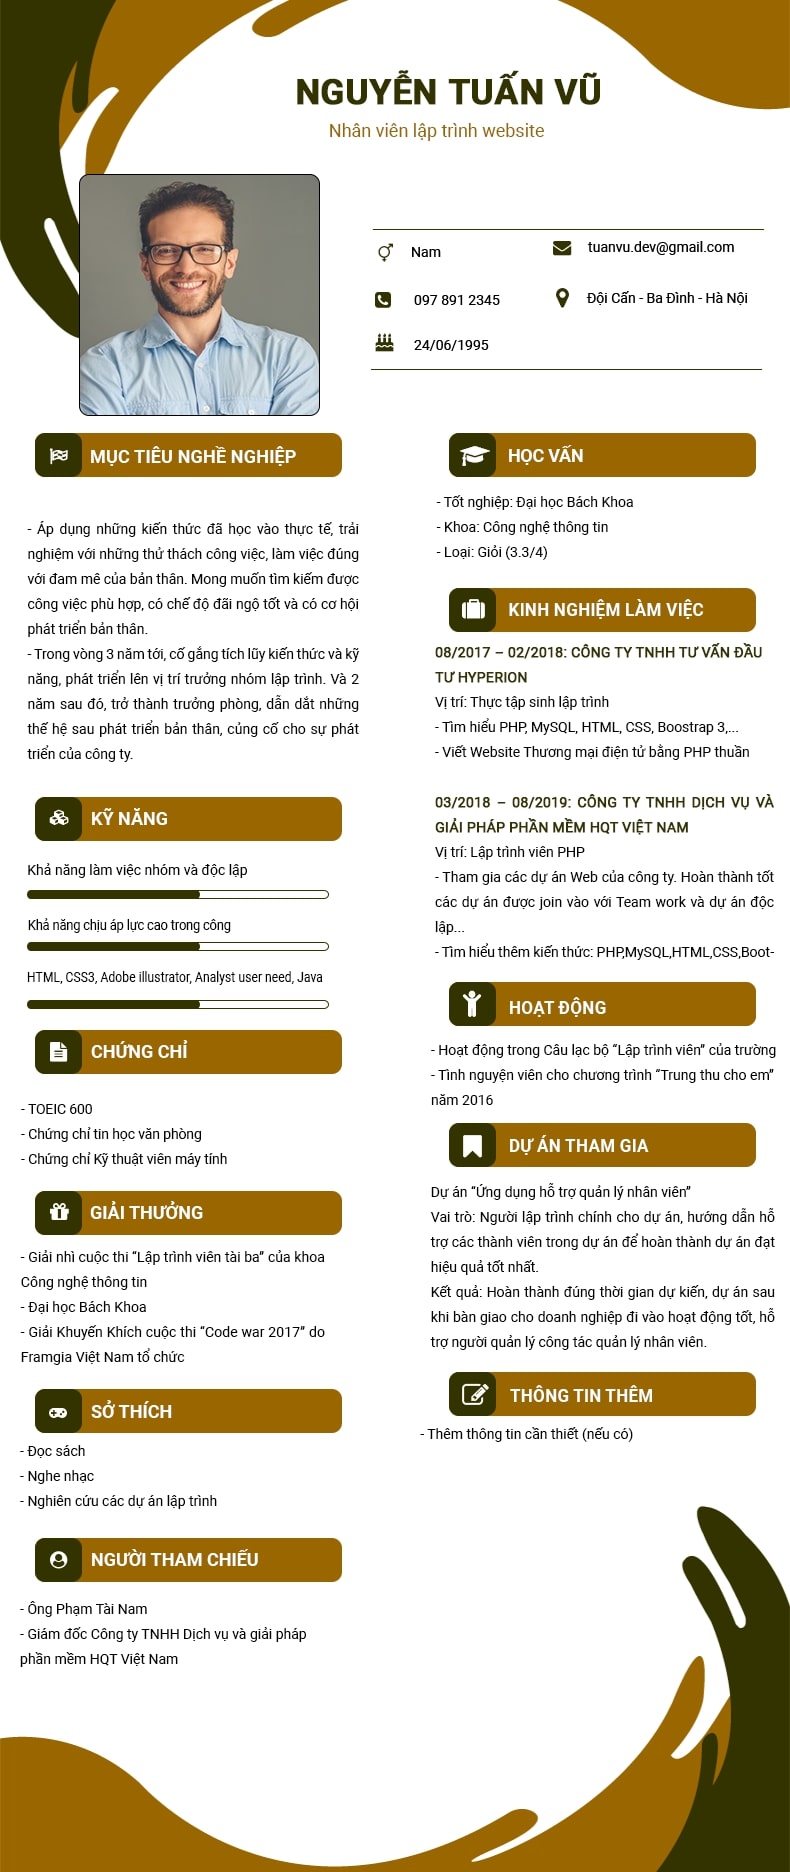 NGUYỄN TUẤN VŨ
Nhân viên lập trình website
Nam
tuanvu.dev@gmail.com
097 891 2345
Đội Cấn - Ba Đình - Hà Nội
24/06/1995
MỤC TIÊU NGHỀ NGHIỆP
- Áp dụng những kiến thức đã học vào thực tế, trải
nghiệm với những thử thách công việc, làm việc đúng
với đam mê của bản thân. Mong muốn tìm kiếm được
công việc phù hợp, có chế độ đãi ngộ tốt và có cơ hội
phát triển bản thân.
- Trong vòng 3 năm tới, cố gắng tích lũy kiến thức và kỹ
năng, phát triển lên vị trí trưởng nhóm lập trình. Và 2
năm sau đó, trở thành trưởng phòng, dẫn dắt những
thế hệ sau phát triển bản thân, củng cố cho sự phát
triển của công ty.
KỸ NĂNG
Khả năng làm việc nhóm và độc lập
Khả năng chịu áp lực cao trong công
HTML, CSS3, Adobe illustrator, Analyst user need, Java
CHỨNG CHỈ
- TOEIC 600
- Chứng chỉ tin học văn phòng
- Chứng chỉ Kỹ thuật viên máy tính
GIẢI THƯỞNG
- Giải nhì cuộc thi “Lập trình viên tài ba” của khoa
Công nghệ thông tin
- Đại học Bách Khoa
- Giải Khuyến Khích cuộc thi “Code war 2017” do
Framgia Việt Nam tổ chức
SỞ THÍCH
- Đọc sách
- Nghe nhạc
- Nghiên cứu các dự án lập trình
NGƯỜI THAM CHIẾU
- Ông Phạm Tài Nam
- Giám đốc Công ty TNHH Dịch vụ và giải pháp
phần mềm HQT Việt Nam
HỌC VẤN
- Tốt nghiệp: Đại học Bách Khoa
- Khoa: Công nghệ thông tin
- Loại: Giỏi (3.3/4)
KINH NGHIỆM LÀM VIỆC
08/2017 – 02/2018: CÔNG TY TNHH TƯ VẤN ĐẦU
TƯ HYPERION
Vị trí: Thực tập sinh lập trình
- Tìm hiểu PHP, MySQL, HTML, CSS, Boostrap 3,...
- Viết Website Thương mại điện tử bằng PHP thuần
03/2018 – 08/2019: CÔNG TY TNHH DỊCH VỤ VÀ
GIẢI PHÁP PHẦN MỀM HQT VIỆT NAM
Vị trí: Lập trình viên PHP
- Tham gia các dự án Web của công ty. Hoàn thành tốt
các dự án được join vào với Team work và dự án độc
lập...
- Tìm hiểu thêm kiến thức: PHP,MySQL,HTML,CSS,Boot-
HOẠT ĐỘNG
- Hoạt động trong Câu lạc bộ “Lập trình viên” của trường
- Tình nguyện viên cho chương trình “Trung thu cho em”
năm 2016
DỰ ÁN THAM GIA
Dự án “Ứng dụng hỗ trợ quản lý nhân viên”
Vai trò: Người lập trình chính cho dự án, hướng dẫn hỗ
trợ các thành viên trong dự án để hoàn thành dự án đạt
hiệu quả tốt nhất.
Kết quả: Hoàn thành đúng thời gian dự kiến, dự án sau
khi bàn giao cho doanh nghiệp đi vào hoạt động tốt, hỗ
trợ người quản lý công tác quản lý nhân viên.
THÔNG TIN THÊM
- Thêm thông tin cần thiết (nếu có)